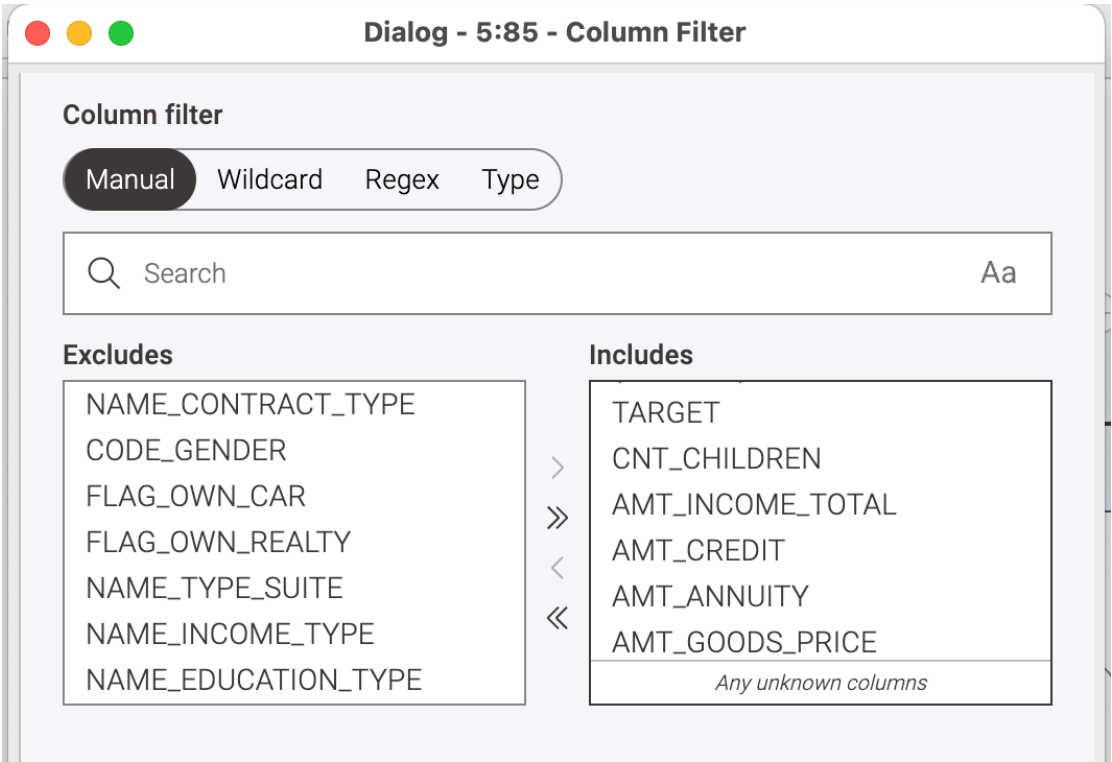 Dialog - 5:85 - Column Filter
Column filter
Manual Wildcard Regex Type
Search Aa
Excludes
NAME_CONTRACT_TYPE
CODE_GENDER
FLAG_OWN_CAR
FLAG_OWN_REALTY
NAME_TYPE_SUITE
NAME_INCOME_TYPE
NAME_EDUCATION_TYPE
Includes
TARGET
CNT_CHILDREN
AMT_INCOME_TOTAL
AMT_CREDIT
AMT_ANNUITY
AMT_GOODS_PRICE
Any unknown columns